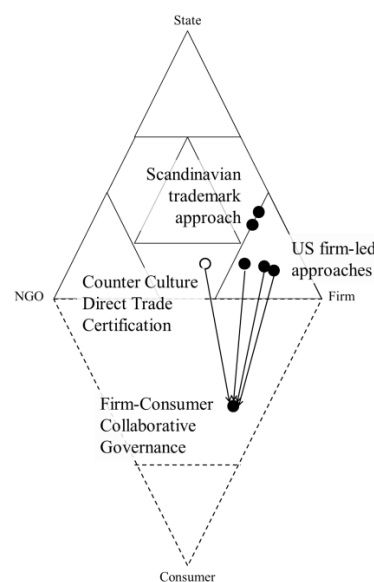 State
Scandinavian
trademark
approach
US firm-led
approaches
Counter Culture
Direct Trade
Certification
NGO
Firm
Firm-Consumer
Collaborative
Governance
Consumer